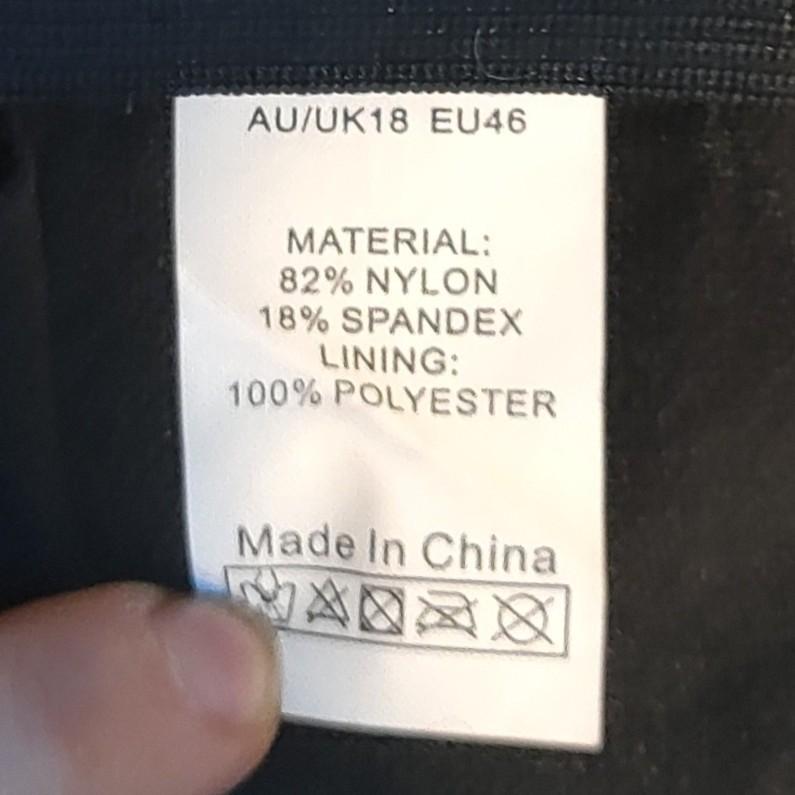 AU/UK18 EU46
MATERIAL:
82% NYLON
18% SPANDEX
LINING:
100% POLYESTER
Made In China